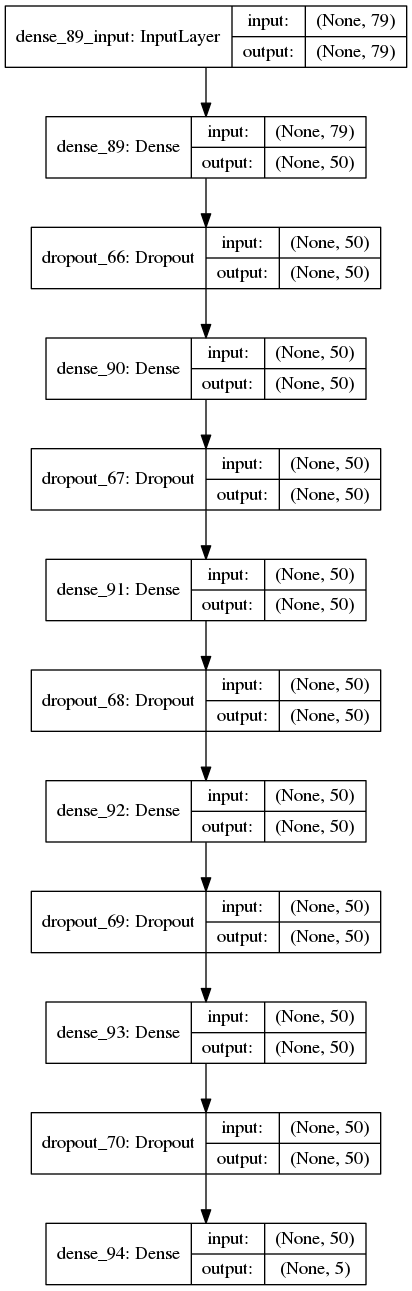 dense_89_input: InputLayer
input: (None, 79)
output: (None, 79)
dense_89: Dense
input: (None, 79)
output: (None, 50)
dropout_66: Dropout
input: (None, 50)
output: (None, 50)
dense_90: Dense
input: (None, 50)
output: (None, 50)
dropout_67: Dropout
input: (None, 50)
output: (None, 50)
dense_91: Dense
input: (None, 50)
output: (None, 50)
dropout_68: Dropout
input: (None, 50)
output: (None, 50)
dense_92: Dense
input: (None, 50)
output: (None, 50)
dropout_69: Dropout
input: (None, 50)
output: (None, 50)
dense_93: Dense
input: (None, 50)
output: (None, 50)
dropout_70: Dropout
input: (None, 50)
output: (None, 50)
dense_94: Dense
input: (None, 50)
output: (None, 5)